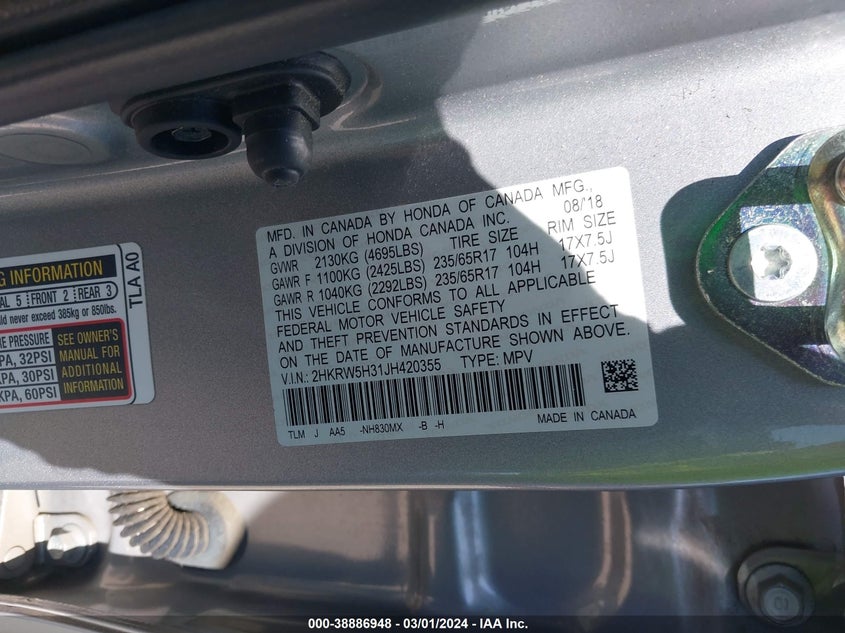 MFD. IN CANADA BY HONDA OF CANADA MFG.,
A DIVISION OF HONDA CANADA INC. 08/18
GVWR 2130KG (4695LBS) TIRE SIZE RIM SIZE
GAWR F 1100KG (2425LBS) 235/65R17 104H 17X7.5J
GAWR R 1040KG (2292LBS) 235/65R17 104H 17X7.5J
THIS VEHICLE CONFORMS TO ALL APPLICABLE
FEDERAL MOTOR VEHICLE SAFETY
AND THEFT PREVENTION STANDARDS IN EFFECT
ON THE DATE OF MANUFACTURE SHOWN ABOVE.
V.I.N.: 2HKRW5H31JH420355 TYPE: MPV
TLM J AA5 -NH830MX -B -H MADE IN CANADA
INFORMATION
5 FRONT 2 REAR 3
never exceed 385kg or 850lbs.
PRESSURE SEE OWNER'S
32PSI MANUAL FOR
30PSI ADDITIONAL
60PSI INFORMATION
TLA A0
000-38886948 - 03/01/2024 - IAA Inc.